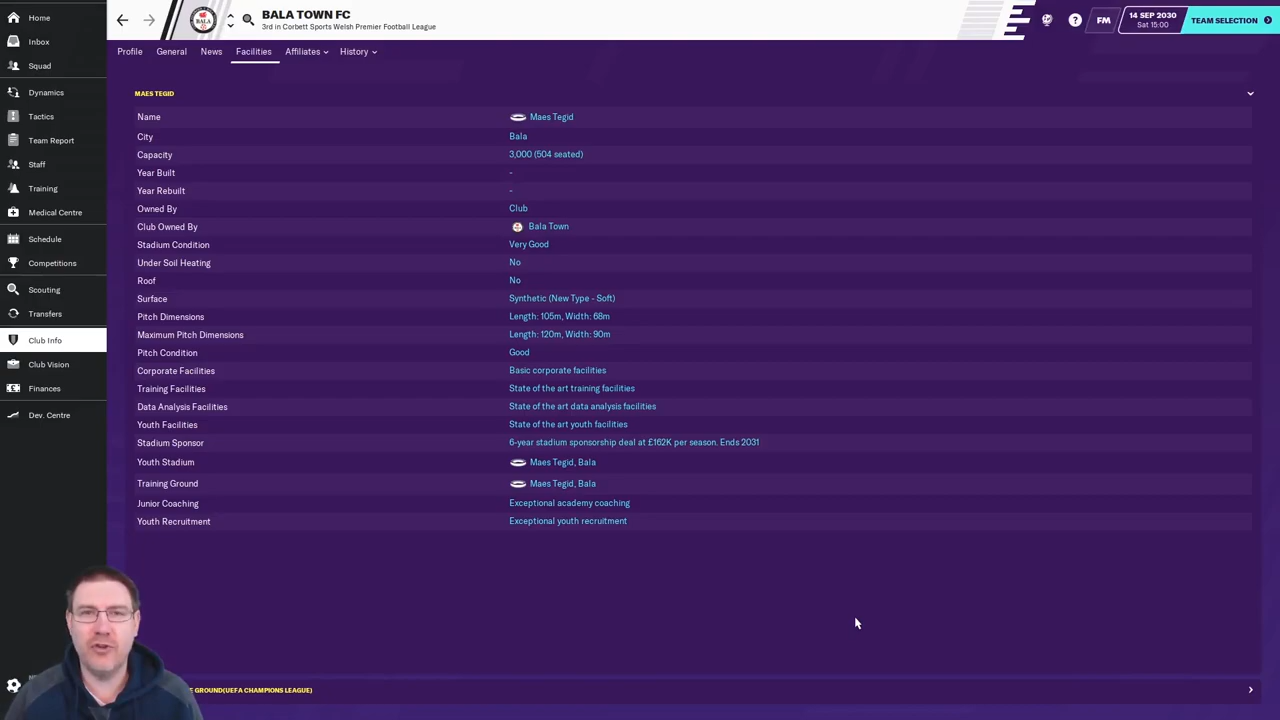 BALA TOWN FC
3rd in Corbett Sports Welsh Premier Football League
FM
14 SEP 2030
Sat 15:00
TEAM SELECTION
Home
Inbox
Squad
Dynamics
Tactics
Team Report
Staff
Training
Medical Centre
Schedule
Competitions
Scouting
Transfers
Club Info
Club Vision
Finances
Dev. Centre
Profile General News Facilities Affiliates History
MAES TEGID
Name Maes Tegid
City Bala
Capacity 3,000 (504 seated)
Year Built -
Year Rebuilt -
Owned By Club
Club Owned By Bala Town
Stadium Condition Very Good
Under Soil Heating No
Roof No
Surface Synthetic (New Type - Soft)
Pitch Dimensions Length: 105m, Width: 68m
Maximum Pitch Dimensions Length: 120m, Width: 90m
Pitch Condition Good
Corporate Facilities Basic corporate facilities
Training Facilities State of the art training facilities
Data Analysis Facilities State of the art data analysis facilities
Youth Facilities State of the art youth facilities
Stadium Sponsor 6-year stadium sponsorship deal at £162K per season. Ends 2031
Youth Stadium Maes Tegid, Bala
Training Ground Maes Tegid, Bala
Junior Coaching Exceptional academy coaching
Youth Recruitment Exceptional youth recruitment
GROUND(UEFA CHAMPIONS LEAGUE)